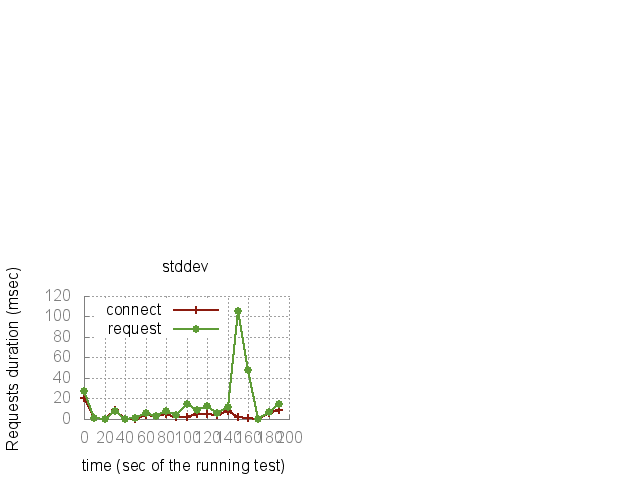 stddev
Requests duration (msec)
120
100
80
60
40
20
0
connect
request
0 20 40 60 80 100 120 140 160 180 200
time (sec of the running test)